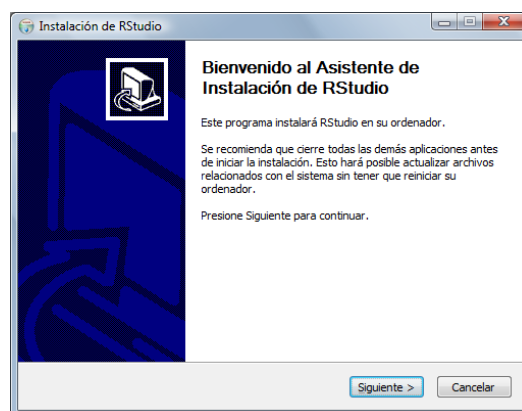 Instalación de RStudio
Bienvenido al Asistente de
Instalación de RStudio
Este programa instalará RStudio en su ordenador.
Se recomienda que cierre todas las demás aplicaciones antes
de iniciar la instalación. Esto hará posible actualizar archivos
relacionados con el sistema sin tener que reiniciar su
ordenador.
Presione Siguiente para continuar.
Siguiente >
Cancelar